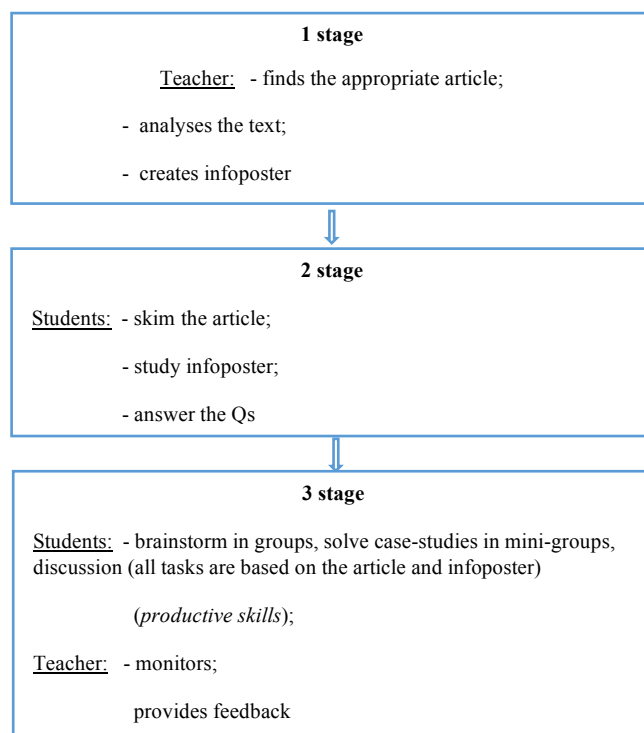 1 stage
Teacher: - finds the appropriate article;
- analyses the text;
- creates infoposter
2 stage
Students: - skim the article;
- study infoposter;
- answer the Qs
3 stage
Students: - brainstorm in groups, solve case-studies in mini-groups,
discussion (all tasks are based on the article and infoposter)
(productive skills);
Teacher: - monitors;
provides feedback